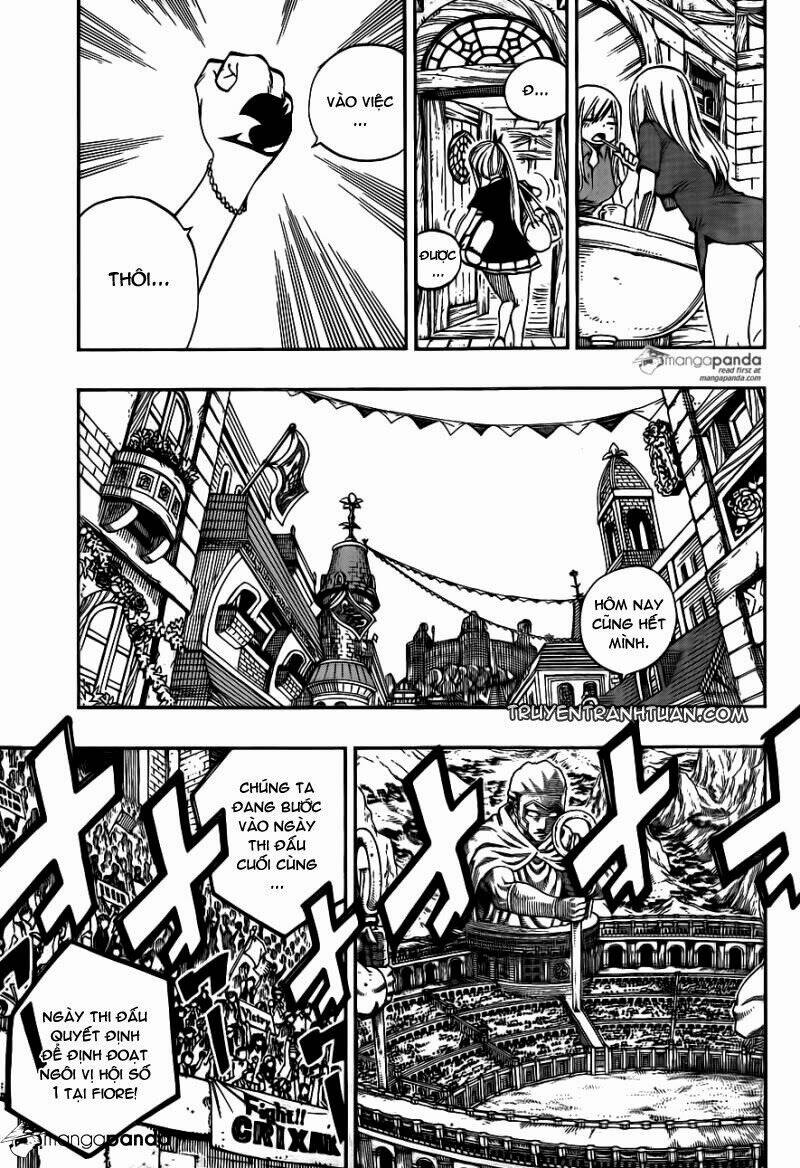 Đ...
ĐƯỢC
...
VÀO VIỆC
...
THÔI...
mangapanda
read first at
mangapanda.com
HÔM NAY
CŨNG HẾT
MÌNH.
TRUYENTRANHTUAN.COM
CHÚNG TA
ĐANG BƯỚC
VÀO NGÀY
THI ĐẤU
CUỐI CÙNG
...
NGÀY THI ĐẤU
QUYẾT ĐỊNH
ĐỂ ĐỊNH ĐOẠT
NGÔI VỊ HỘI SỐ
1 TẠI FIORE!
Fight!!
mangapanda